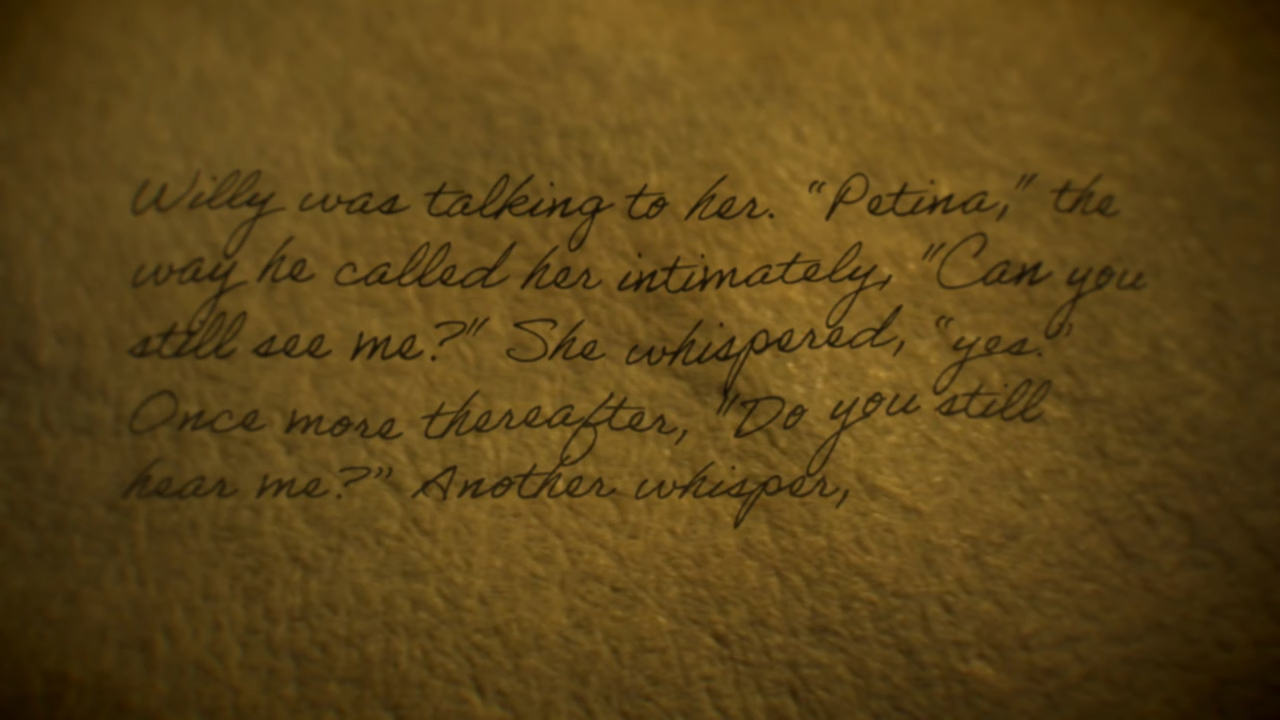 Willy was talking to her. "Petina," the
way he called her intimately, "Can you
still see me?" She whispered, "yes."
Once more thereafter, "Do you still
hear me?" Another whisper,